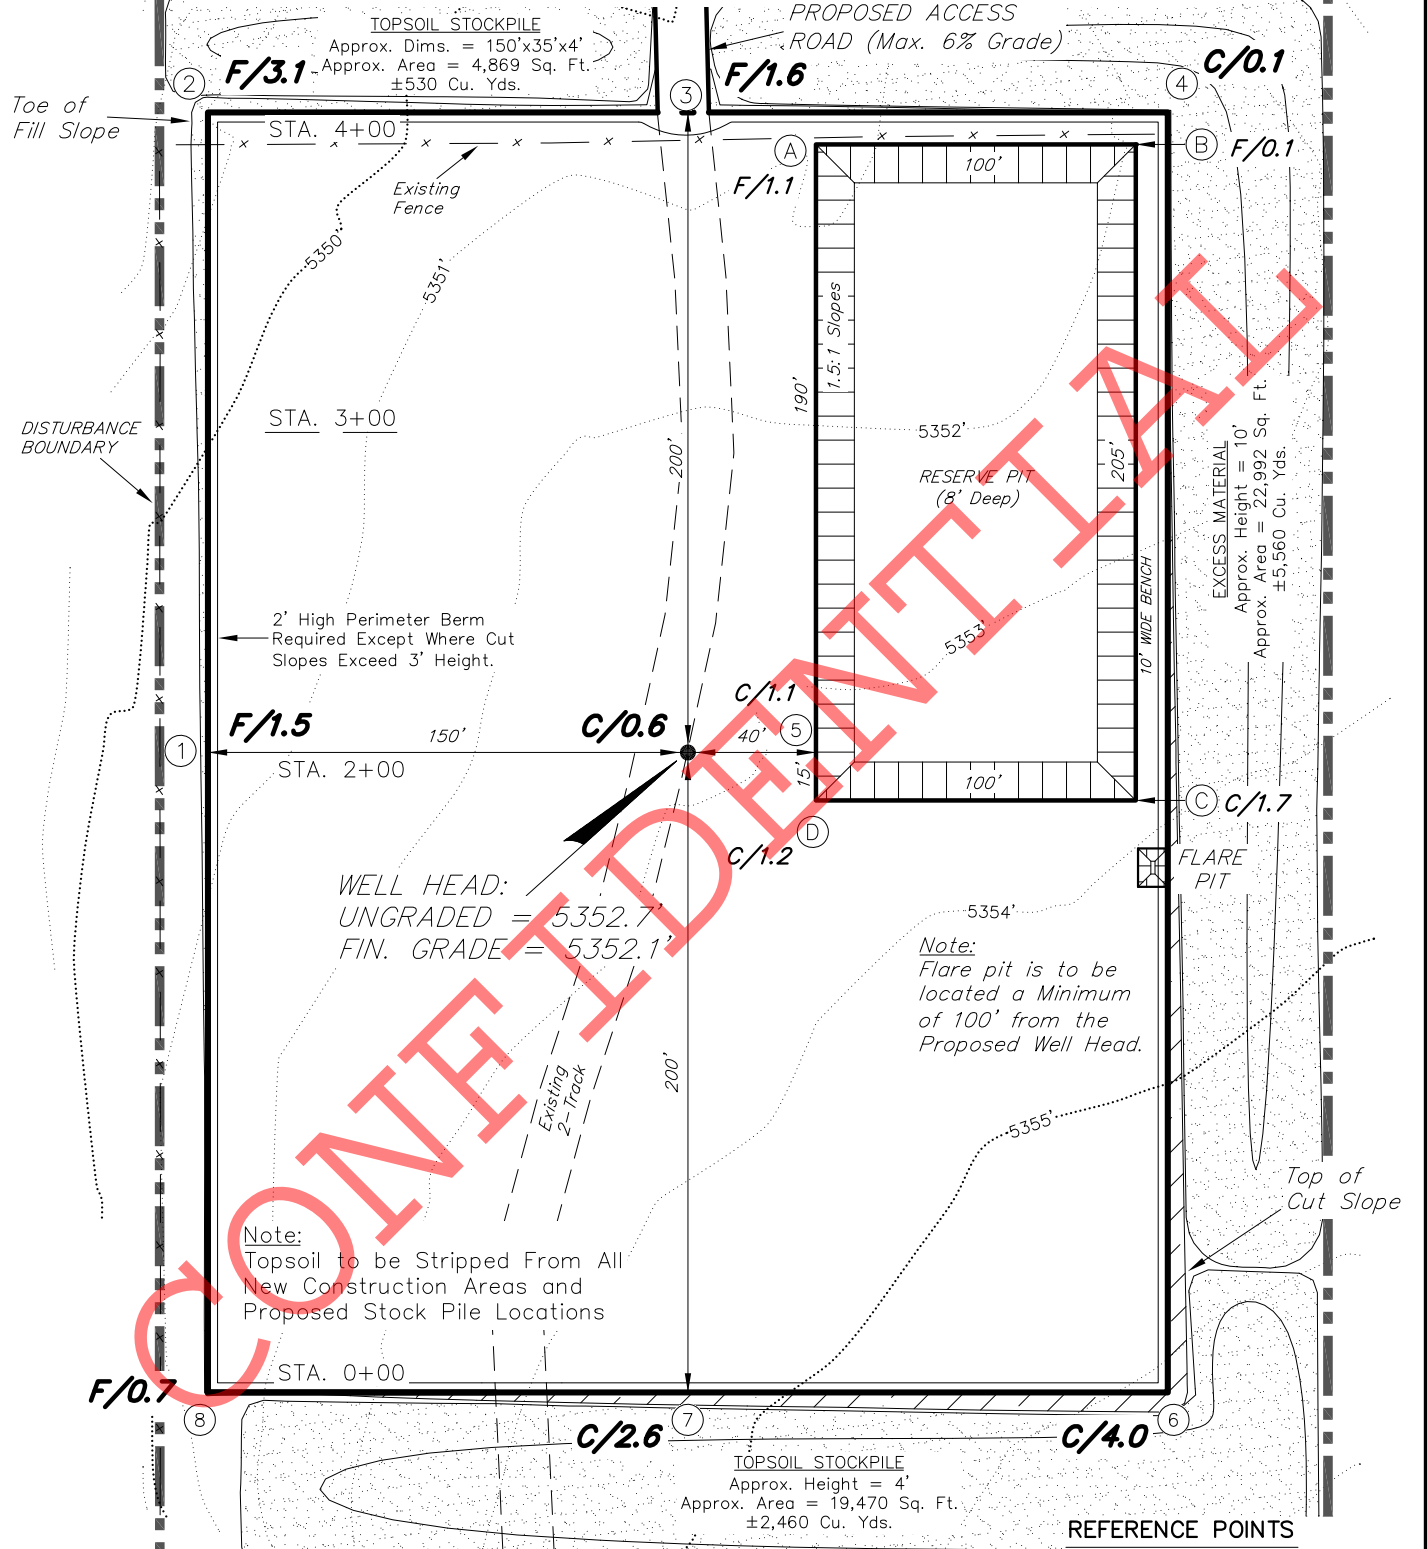 TOPSOIL STOCKPILE
Approx. Dims. = 150'x35'x4'
Approx. Area = 4,869 Sq. Ft.
±530 Cu. Yds.
PROPOSED ACCESS
ROAD (Max. 6% Grade)
C/0.1
F/3.1
F/1.6
2
3
4
Toe of
Fill Slope
STA. 4+00
A
B
F/0.1
100'
F/1.1
Existing
Fence
5350'
5351'
1.5:1 Slopes
190'
STA. 3+00
DISTURBANCE
BOUNDARY
200'
5352'
RESERVE PIT
(8' Deep)
205'
EXCESS MATERIAL
Approx. Height = 10'
Approx. Area = 22,992 Sq. Ft.
±5,560 Cu. Yds.
10' WIDE BENCH
5353'
2' High Perimeter Berm
Required Except Where Cut
Slopes Exceed 3' Height.
C/1.1
F/1.5
C/0.6
1
150'
40'
5
STA. 2+00
15'
100'
C
C/1.7
D
C/1.2
FLARE
PIT
WELL HEAD:
UNGRADED = 5352.7'
FIN. GRADE = 5352.1'
5354'
Note:
Flare pit is to be
located a Minimum
of 100' from the
Proposed Well Head.
200'
Existing
2-Track
5355'
Top of
Cut Slope
Note:
Topsoil to be Stripped From All
New Construction Areas and
Proposed Stock Pile Locations
STA. 0+00
F/0.7
8
7
6
C/2.6
C/4.0
TOPSOIL STOCKPILE
Approx. Height = 4'
Approx. Area = 19,470 Sq. Ft.
±2,460 Cu. Yds.
REFERENCE POINTS
CONFIDENTIAL